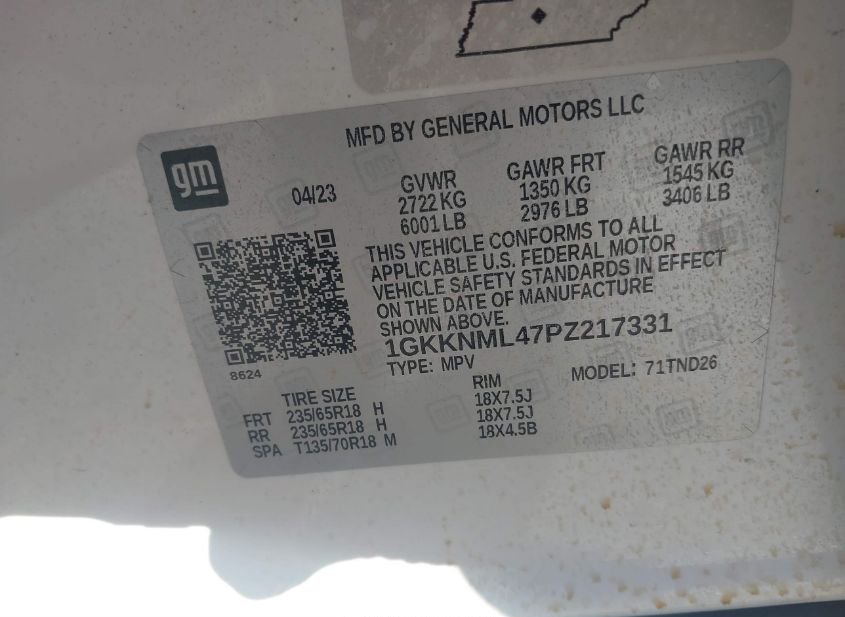 MFD BY GENERAL MOTORS LLC
gm
04/23
GVWR
2722 KG
6001 LB
GAWR FRT
1350 KG
2976 LB
GAWR RR
1545 KG
3406 LB
THIS VEHICLE CONFORMS TO ALL
APPLICABLE U.S. FEDERAL MOTOR
VEHICLE SAFETY STANDARDS IN EFFECT
ON THE DATE OF MANUFACTURE
SHOWN ABOVE.
1GKKNML47PZ217331
TYPE: MPV
MODEL: 71TND26
8624
TIRE SIZE RIM
FRT 235/65R18 H 18X7.5J
RR 235/65R18 H 18X7.5J
SPA T135/70R18 M 18X4.5B